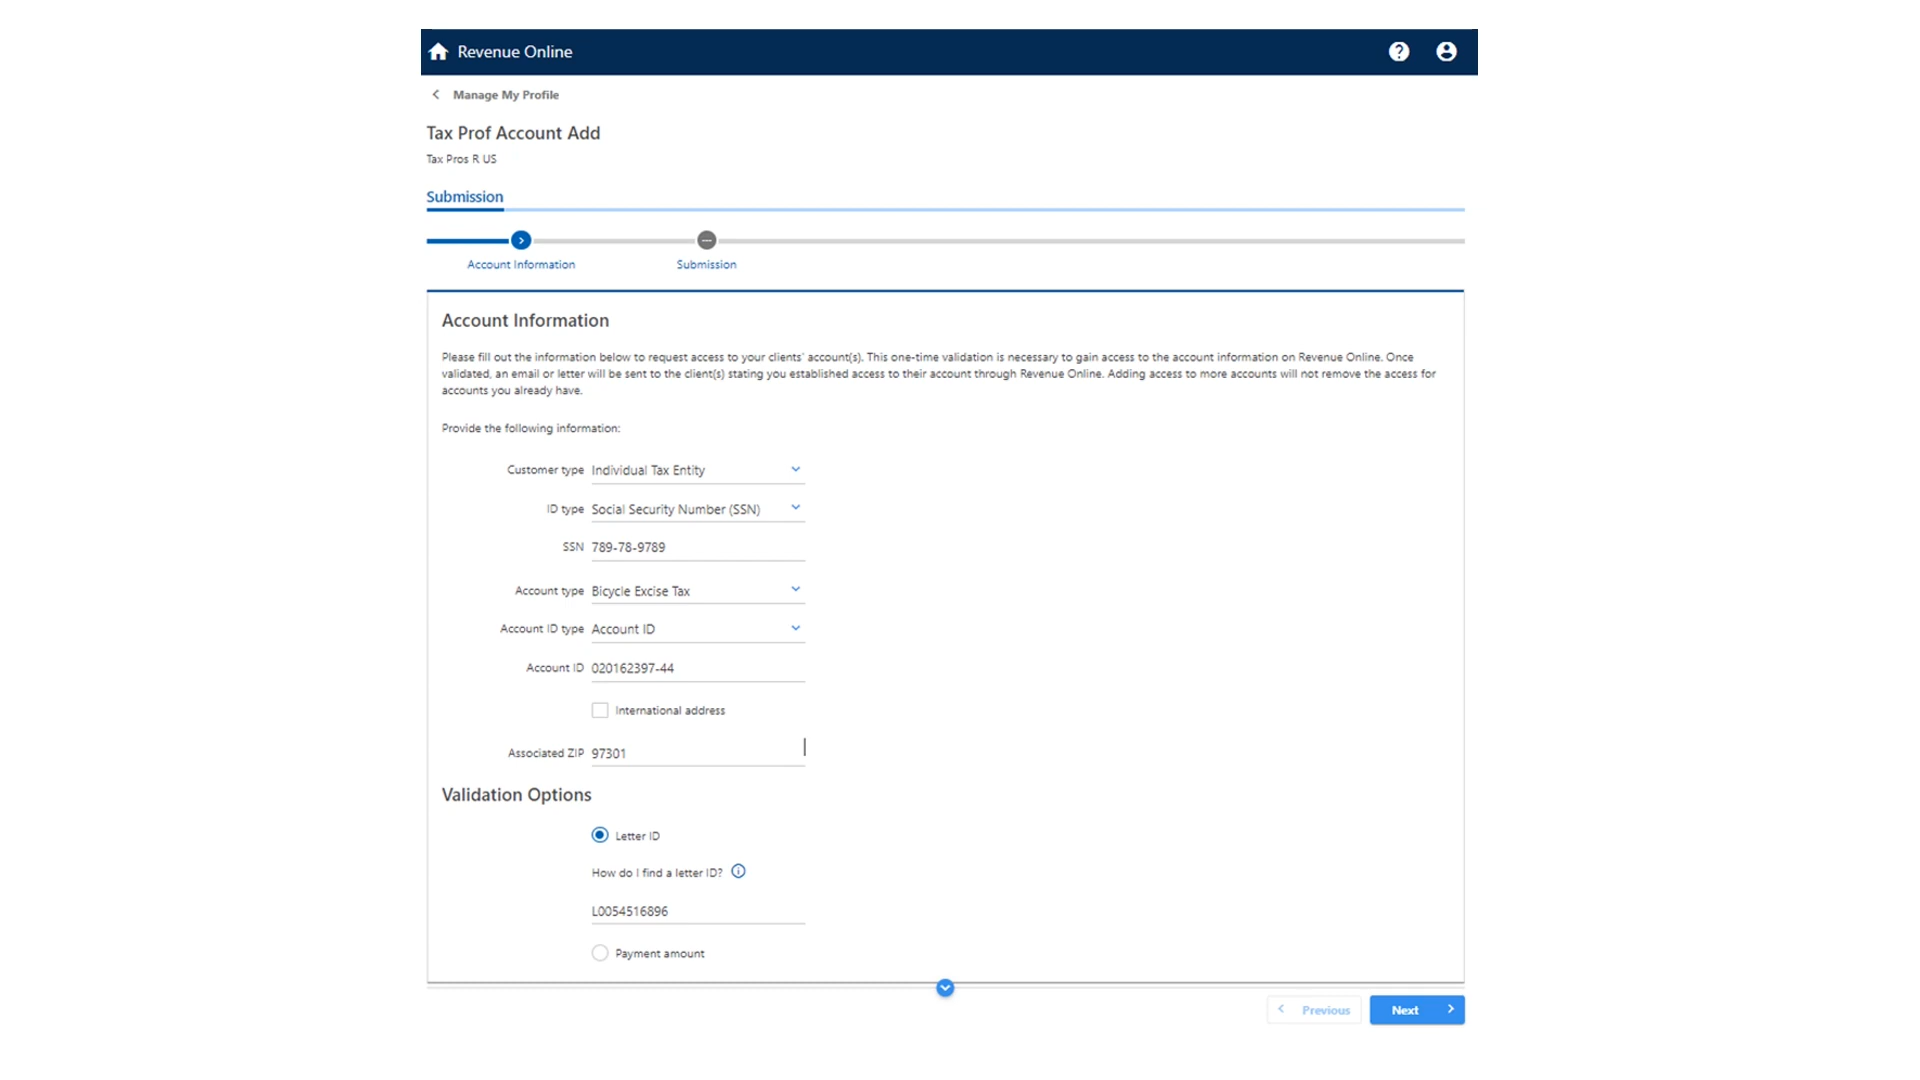 Revenue Online
Manage My Profile
Tax Prof Account Add
Tax Pros R US
Submission
Account Information
Submission
Account Information
Please fill out the information below to request access to your clients' account(s). This one-time validation is necessary to gain access to the account information on Revenue Online. Once
validated, an email or letter will be sent to the client(s) stating you established access to their account through Revenue Online. Adding access to more accounts will not remove the access for
accounts you already have.
Provide the following information:
Customer type Individual Tax Entity
ID type Social Security Number (SSN)
SSN 789-78-9789
Account type Bicycle Excise Tax
Account ID type Account ID
Account ID 020162397-44
International address
Associated ZIP 97301
Validation Options
Letter ID
How do I find a letter ID?
L0054516896
Payment amount
Previous
Next